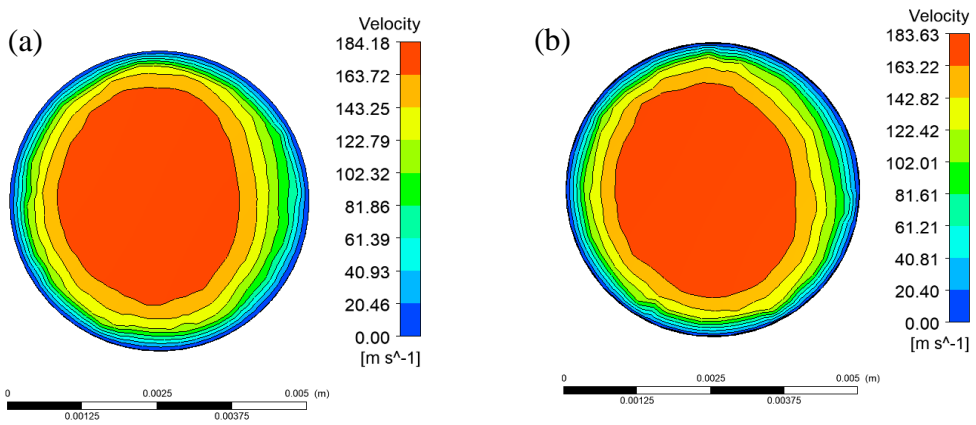 (a)
Velocity
184.18
163.72
143.25
122.79
102.32
81.86
61.39
40.93
20.46
0.00
[m s^-1]
0 0.0025 0.005 (m)
0.00125 0.00375
(b)
Velocity
183.63
163.22
142.82
122.42
102.01
81.61
61.21
40.81
20.40
0.00
[m s^-1]
0 0.0025 0.005 (m)
0.00125 0.00375